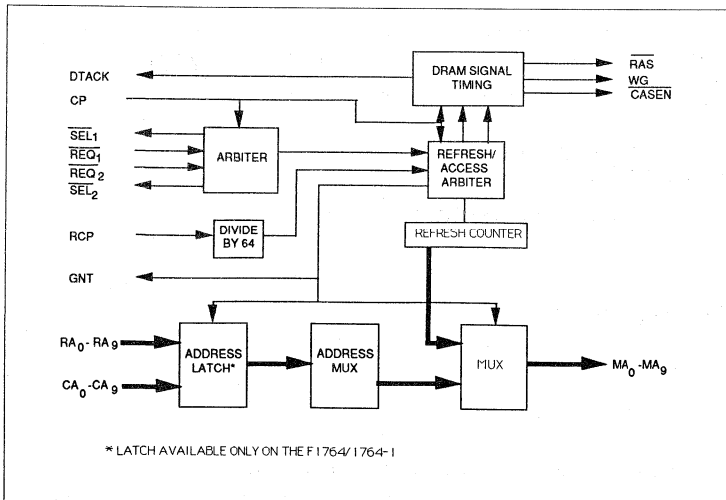 DTACK
DRAM SIGNAL
TIMING
RAS
WG
CASEN
CP
SEL1
REQ1
REQ2
SEL2
ARBITER
REFRESH/
ACCESS
ARBITER
RCP
DIVIDE
BY 64
REFRESH COUNTER
GNT
RA0-RA9
CA0-CA9
ADDRESS
LATCH*
ADDRESS
MUX
MUX
MA0-MA9
* LATCH AVAILABLE ONLY ON THE F1764/1764-1